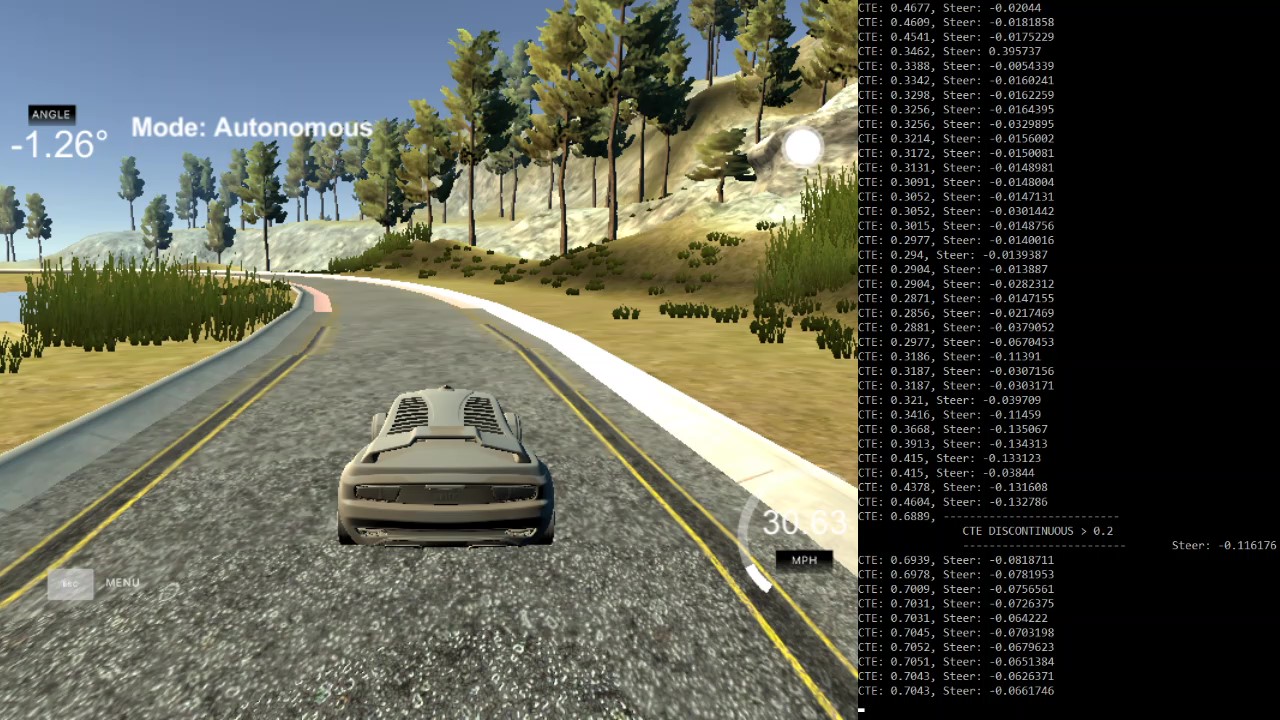 ANGLE
-1.26°
Mode: Autonomous
30.63
MPH
ESC
MENU
CTE: 0.4677, Steer: -0.02044
CTE: 0.4609, Steer: -0.0181858
CTE: 0.4541, Steer: -0.0175229
CTE: 0.3462, Steer: 0.395737
CTE: 0.3388, Steer: -0.0054339
CTE: 0.3342, Steer: -0.0160241
CTE: 0.3298, Steer: -0.0162259
CTE: 0.3256, Steer: -0.0164395
CTE: 0.3256, Steer: -0.0329895
CTE: 0.3214, Steer: -0.0156002
CTE: 0.3172, Steer: -0.0150081
CTE: 0.3131, Steer: -0.0148981
CTE: 0.3091, Steer: -0.0148004
CTE: 0.3052, Steer: -0.0147131
CTE: 0.3052, Steer: -0.0301442
CTE: 0.3015, Steer: -0.0148756
CTE: 0.2977, Steer: -0.0140016
CTE: 0.294, Steer: -0.0139387
CTE: 0.2904, Steer: -0.013887
CTE: 0.2904, Steer: -0.0282312
CTE: 0.2871, Steer: -0.0147155
CTE: 0.2856, Steer: -0.0217469
CTE: 0.2881, Steer: -0.0379052
CTE: 0.2977, Steer: -0.0670453
CTE: 0.3186, Steer: -0.11391
CTE: 0.3187, Steer: -0.0307156
CTE: 0.3187, Steer: -0.0303171
CTE: 0.321, Steer: -0.039709
CTE: 0.3416, Steer: -0.11459
CTE: 0.3668, Steer: -0.135067
CTE: 0.3913, Steer: -0.134313
CTE: 0.415, Steer: -0.133123
CTE: 0.415, Steer: -0.03844
CTE: 0.4378, Steer: -0.131608
CTE: 0.4604, Steer: -0.132786
CTE: 0.6889, ----------------------------
CTE DISCONTINUOUS > 0.2
---------------------------- Steer: -0.116176
CTE: 0.6939, Steer: -0.0818711
CTE: 0.6978, Steer: -0.0781953
CTE: 0.7009, Steer: -0.0756561
CTE: 0.7031, Steer: -0.0726375
CTE: 0.7031, Steer: -0.064222
CTE: 0.7045, Steer: -0.0703198
CTE: 0.7052, Steer: -0.0679623
CTE: 0.7051, Steer: -0.0651384
CTE: 0.7043, Steer: -0.0626371
CTE: 0.7043, Steer: -0.0661746